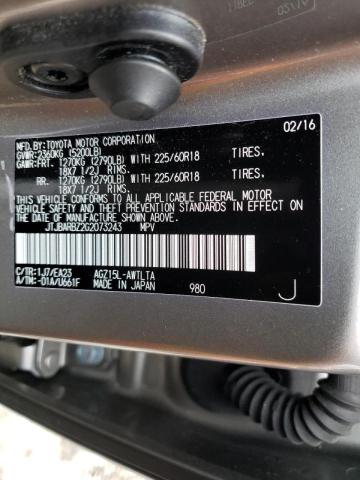 MFD.BY:TOYOTA MOTOR CORPORATION 02/16
GVWR:2360KG (5200LB)
GAWR:FRT. 1270KG (2790LB) WITH 225/60R18 TIRES,
18X7 1/2J RIMS.
RR. 1270KG (2790LB) WITH 225/60R18 TIRES,
18X7 1/2J RIMS.
THIS VEHICLE CONFORMS TO ALL APPLICABLE FEDERAL MOTOR
VEHICLE SAFETY, BUMPER, AND THEFT PREVENTION STANDARDS IN
EFFECT ON THE DATE OF MANUFACTURE SHOWN ABOVE.
JTJBARBZ2G2073243 MPV
C/TR:1J7/EA23 AGZ15L-AWTLTA
A/TM:-01A/U661F MADE IN JAPAN 980 J